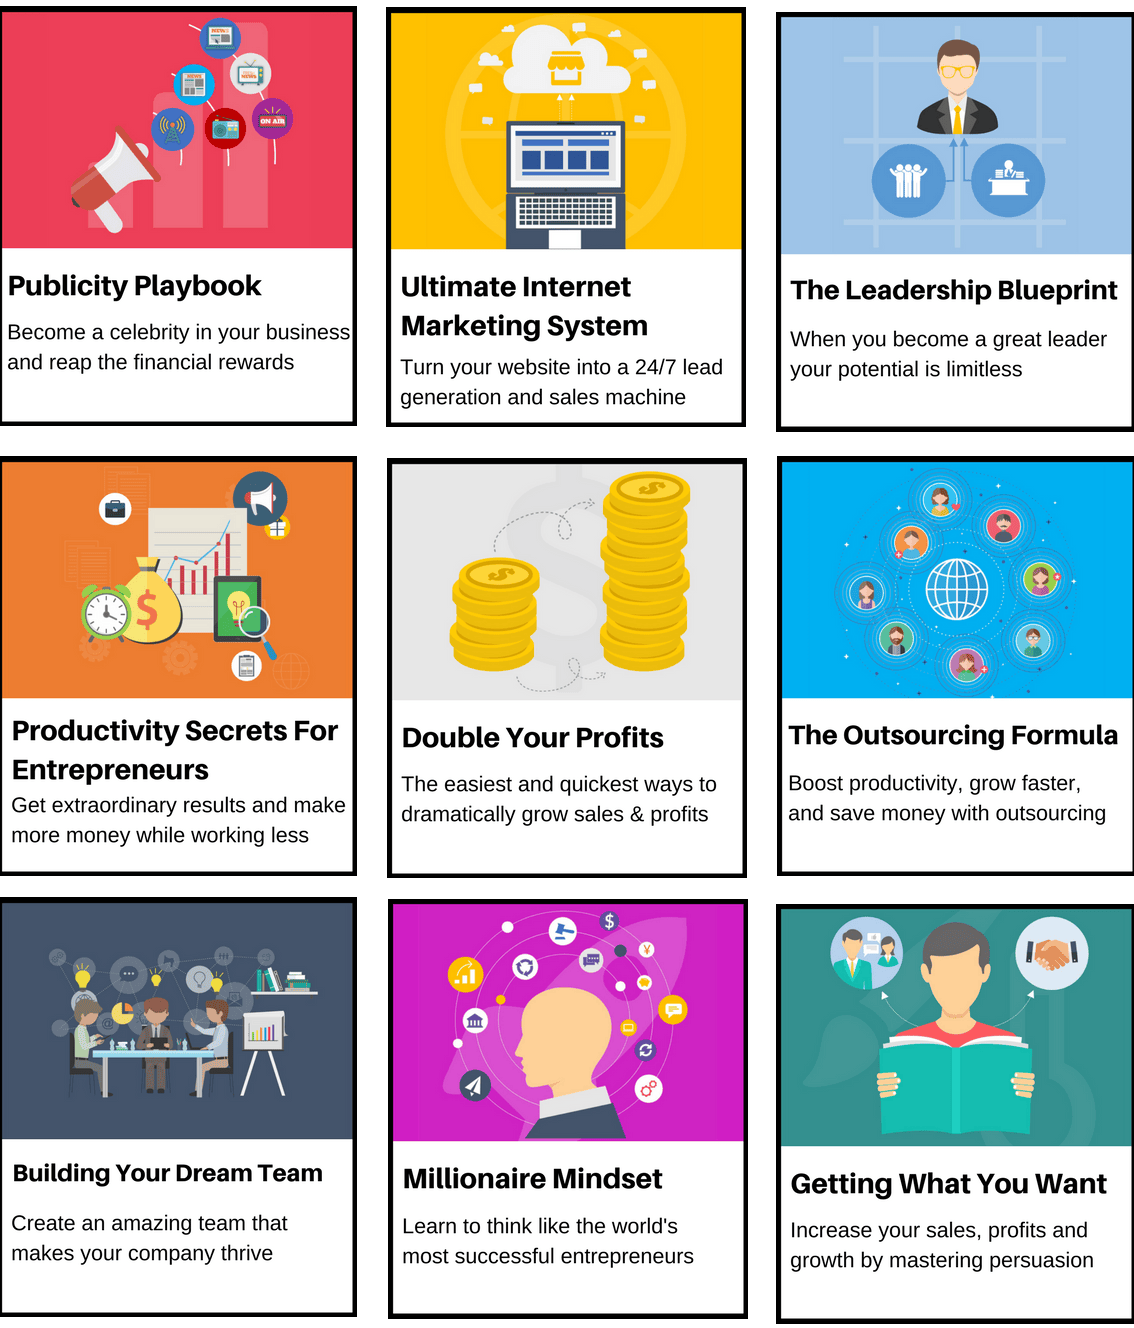 NEWS
NEWS
NEWS
ON AIR
Publicity Playbook
Become a celebrity in your business
and reap the financial rewards
Ultimate Internet
Marketing System
Turn your website into a 24/7 lead
generation and sales machine
The Leadership Blueprint
When you become a great leader
your potential is limitless
$
Productivity Secrets For
Entrepreneurs
Get extraordinary results and make
more money while working less
$
$
$
Double Your Profits
The easiest and quickest ways to
dramatically grow sales & profits
The Outsourcing Formula
Boost productivity, grow faster,
and save money with outsourcing
@
Building Your Dream Team
Create an amazing team that
makes your company thrive
$
¥
Millionaire Mindset
Learn to think like the world's
most successful entrepreneurs
Getting What You Want
Increase your sales, profits and
growth by mastering persuasion